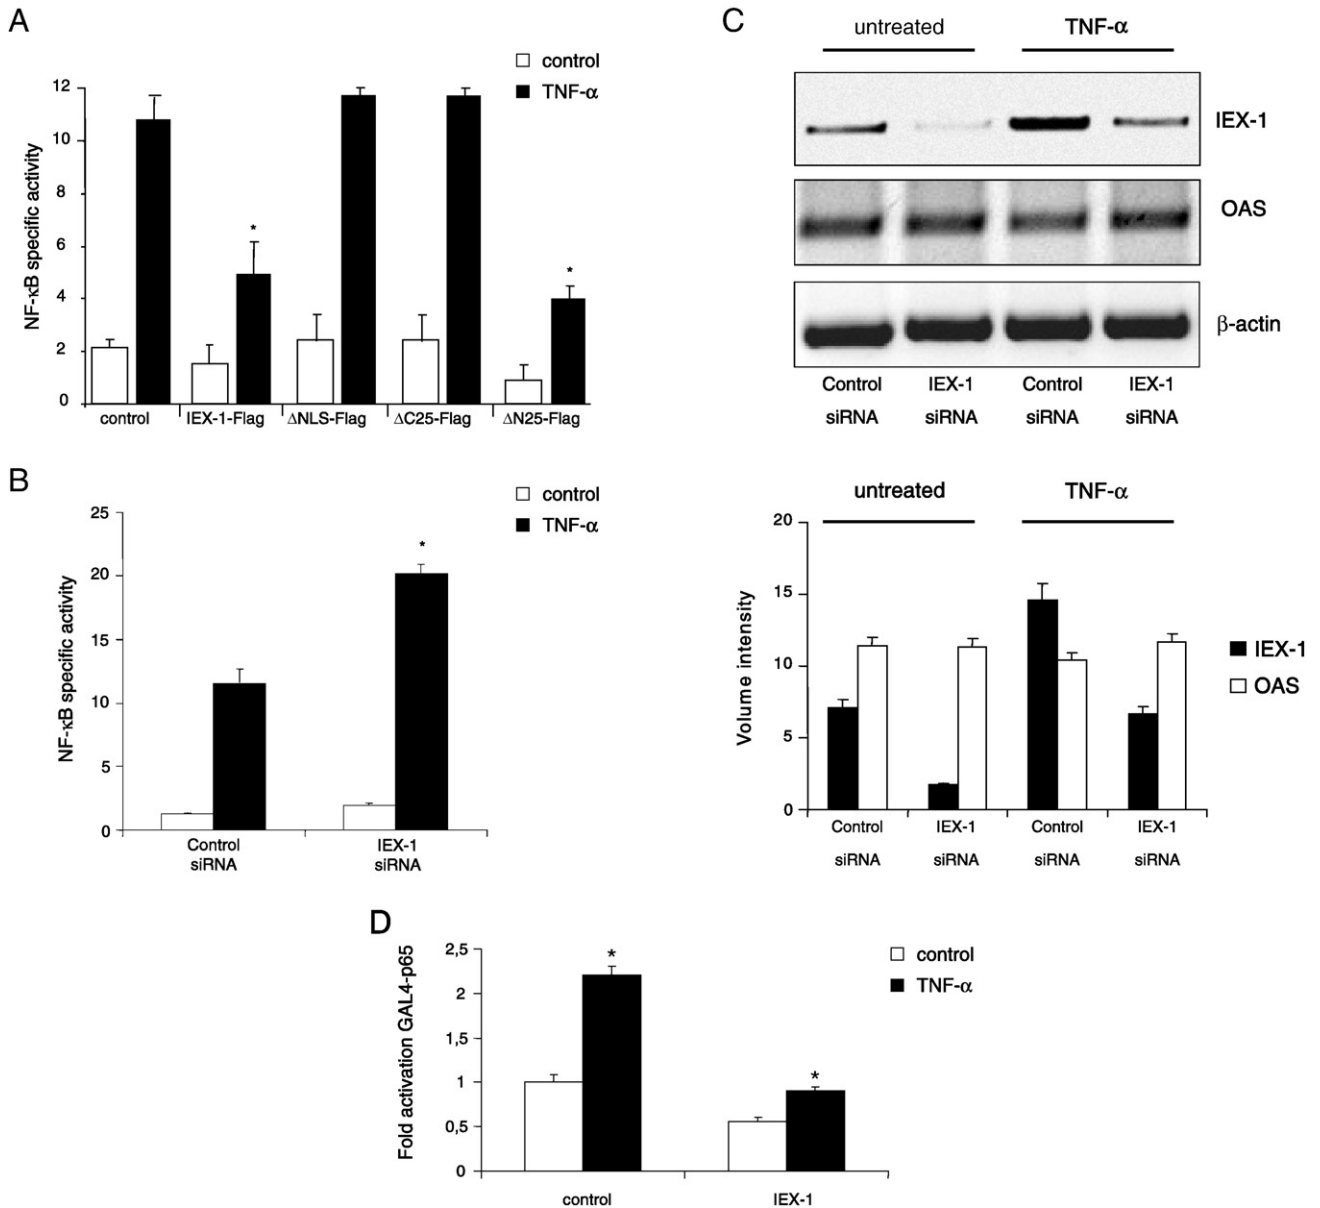 A
control
TNF-α
12
10
8
6
4
2
0
NF-κB specific activity
*
*
control
IEX-1-Flag
ΔNLS-Flag
ΔC25-Flag
ΔN25-Flag
B
control
TNF-α
25
20
15
10
5
0
NF-κB specific activity
*
Control
siRNA
IEX-1
siRNA
C
untreated
TNF-α
IEX-1
OAS
β-actin
Control
siRNA
IEX-1
siRNA
Control
siRNA
IEX-1
siRNA
untreated
TNF-α
20
15
10
5
0
Volume intensity
IEX-1
OAS
Control
siRNA
IEX-1
siRNA
Control
siRNA
IEX-1
siRNA
D
control
TNF-α
2,5
2
1,5
1
0,5
0
Fold activation GAL4-p65
*
*
control
IEX-1